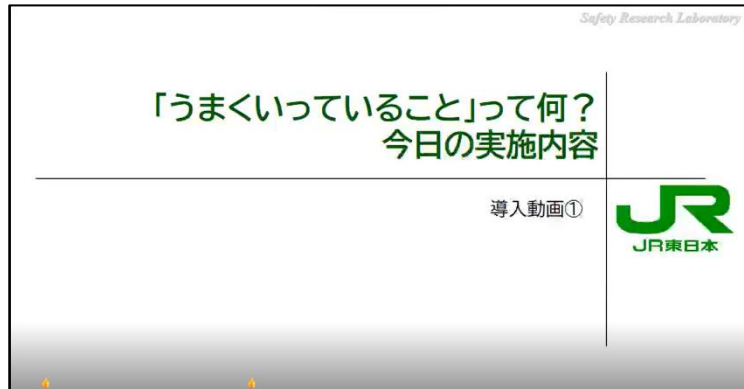 Safety Research Laboratory
「うまくいっていること」って何？
今日の実施内容
導入動画①
JR
JR東日本